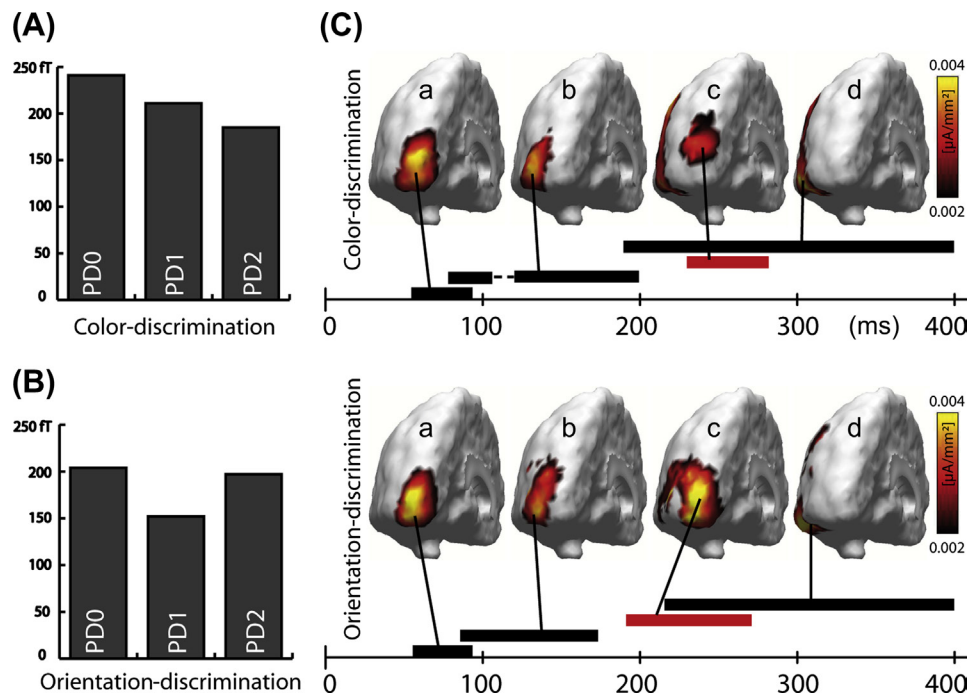 (A)
250 fT
200
150
100
50
0
PD0
PD1
PD2
Color-discrimination
(B)
250 fT
200
150
100
50
0
PD0
PD1
PD2
Orientation-discrimination
(C)
Color-discrimination
a
b
c
d
0.004
[µA/mm²]
0.002
0
100
200
300
(ms)
400
Orientation-discrimination
a
b
c
d
0.004
[µA/mm²]
0.002
0
100
200
300
(ms)
400